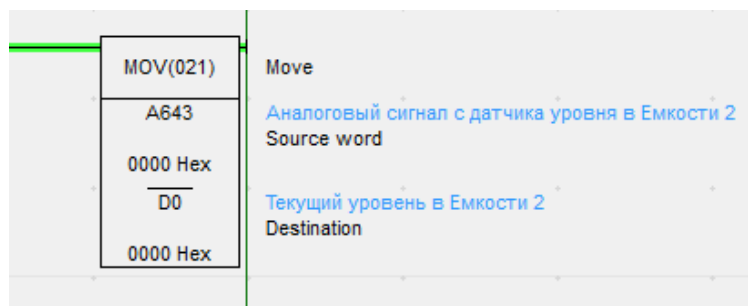 MOV(021) Move
A643 Аналоговый сигнал с датчика уровня в Емкости 2
Source word
0000 Hex
D0 Текущий уровень в Емкости 2
Destination
0000 Hex